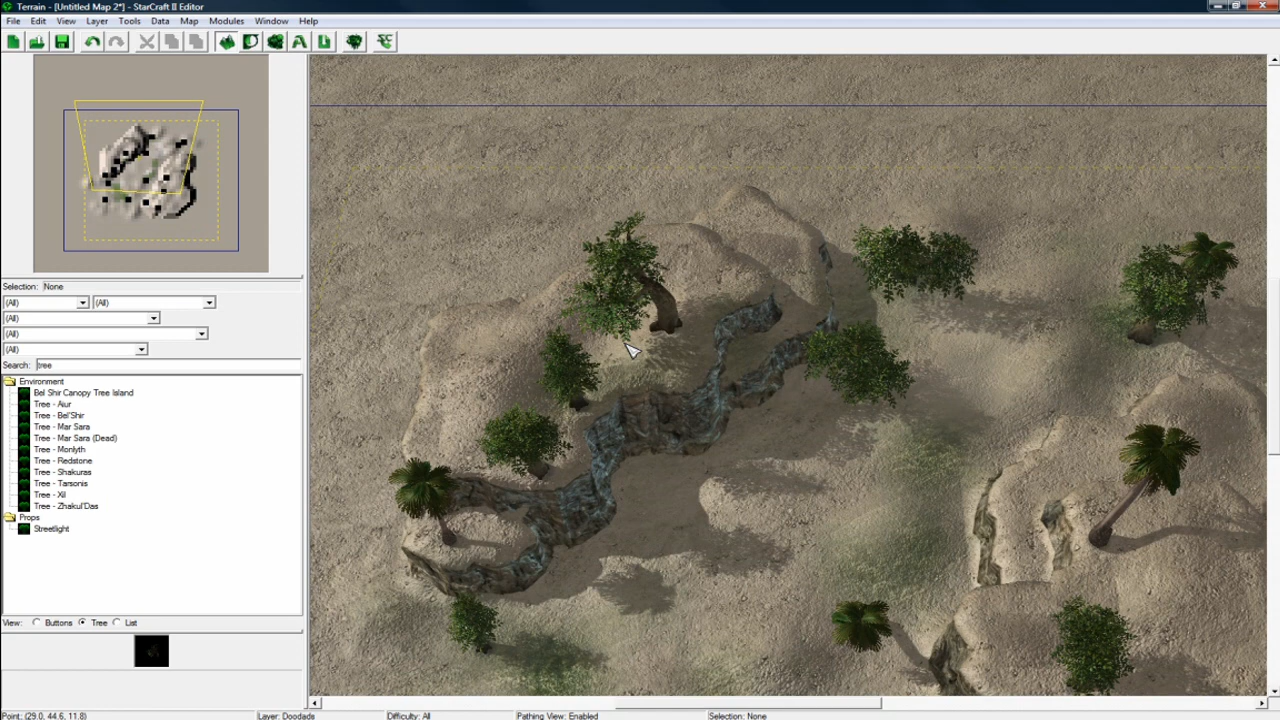 Terrain - [Untitled Map 2*] - StarCraft II Editor
File Edit View Layer Tools Data Map Modules Window Help
Selection: None
(All) (All)
(All)
(All)
(All)
Search: tree
Environment
Bel Shir Canopy Tree Island
Tree - Aiur
Tree - Bel'Shir
Tree - Mar Sara
Tree - Mar Sara (Dead)
Tree - Monlyth
Tree - Redstone
Tree - Shakuras
Tree - Tarsonis
Tree - Xil
Tree - Zhakul'Das
Props
Streetlight
View: Buttons Tree List
Point: (29.0, 44.6, 11.8) Layer: Doodads Difficulty: All Pathing View: Enabled Selection: None